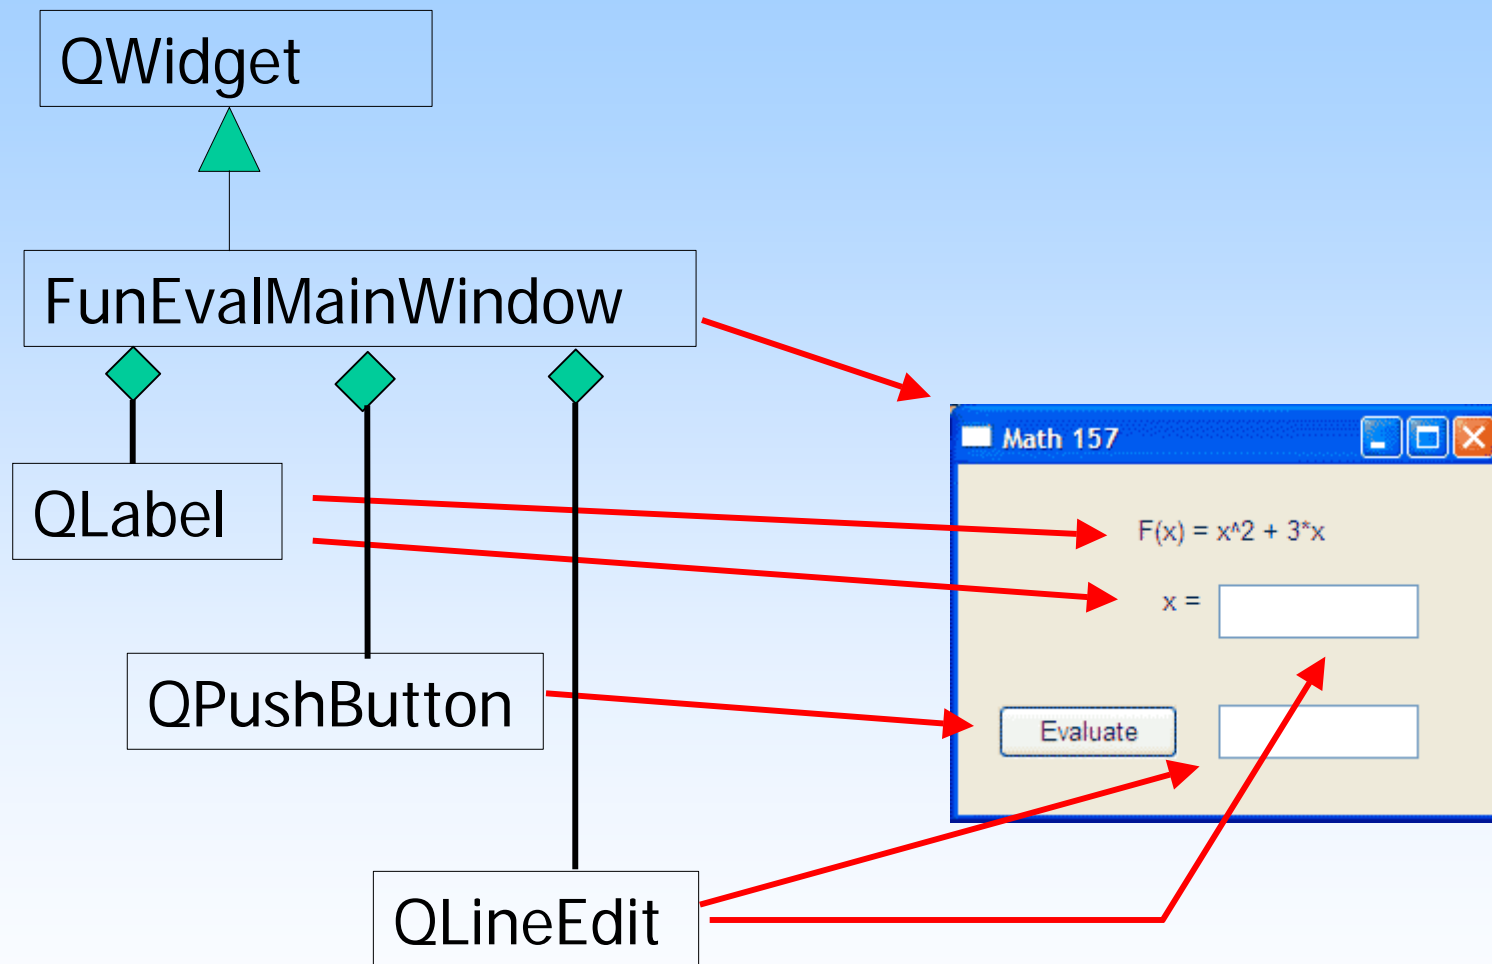 QWidget
FunEvalMainWindow
Math 157
QLabel
F(x) = x^2 + 3*x
x =
QPushButton
Evaluate
QLineEdit